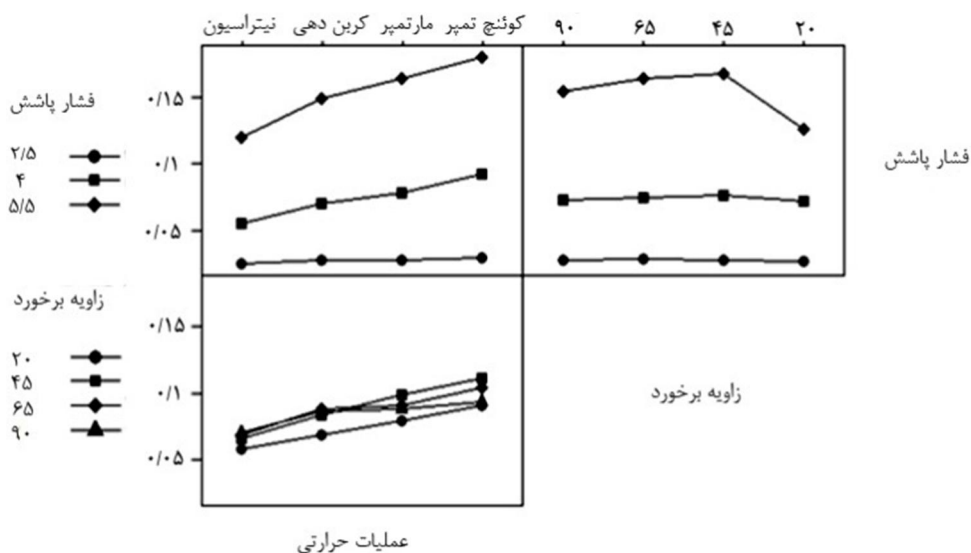 نیتراسیون کربن دهی مارتمپر کوئنچ تمپر
۹۰ ۶۵ ۴۵ ۲۰
فشار پاشش
۲/۵
۴
۵/۵
۰/۱۵
۰/۱
۰/۰۵
فشار پاشش
زاویه برخورد
۲۰
۴۵
۶۵
۹۰
۰/۱۵
۰/۱
۰/۰۵
زاویه برخورد
عملیات حرارتی